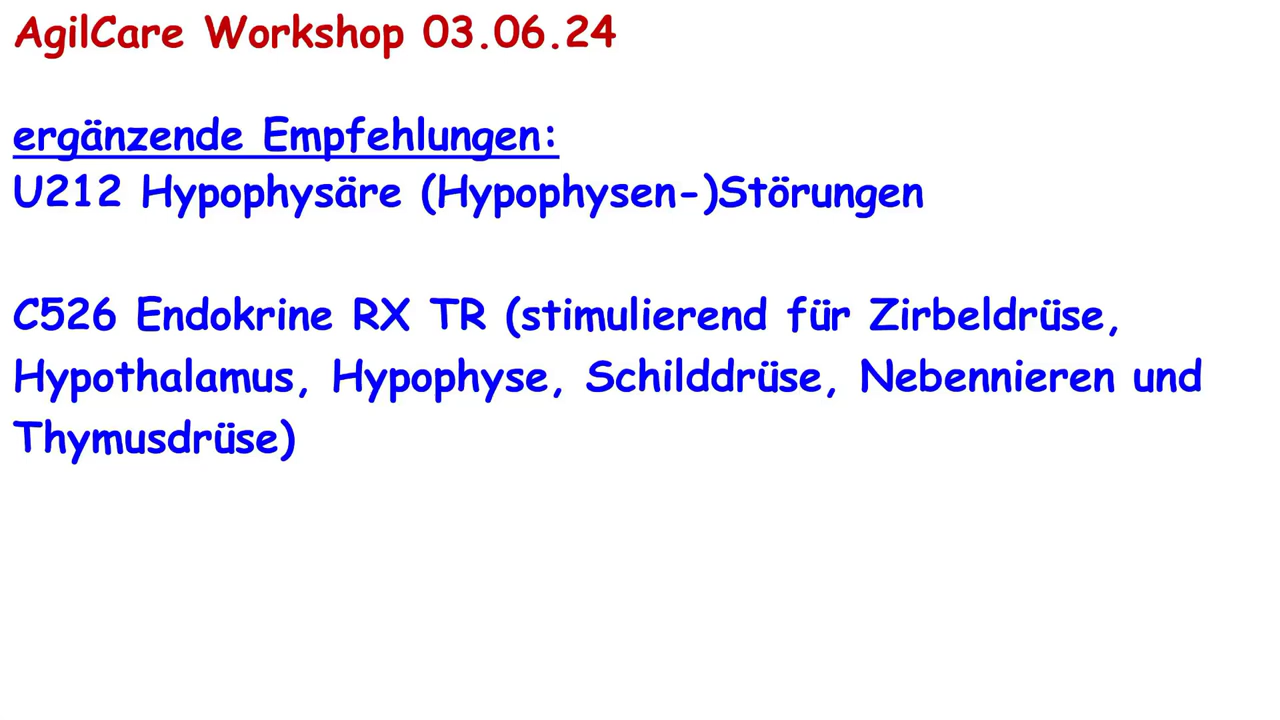 AgilCare Workshop 03.06.24
ergänzende Empfehlungen:
U212 Hypophysäre (Hypophysen-)Störungen
C526 Endokrine RX TR (stimulierend für Zirbeldrüse,
Hypothalamus, Hypophyse, Schilddrüse, Nebennieren und
Thymusdrüse)